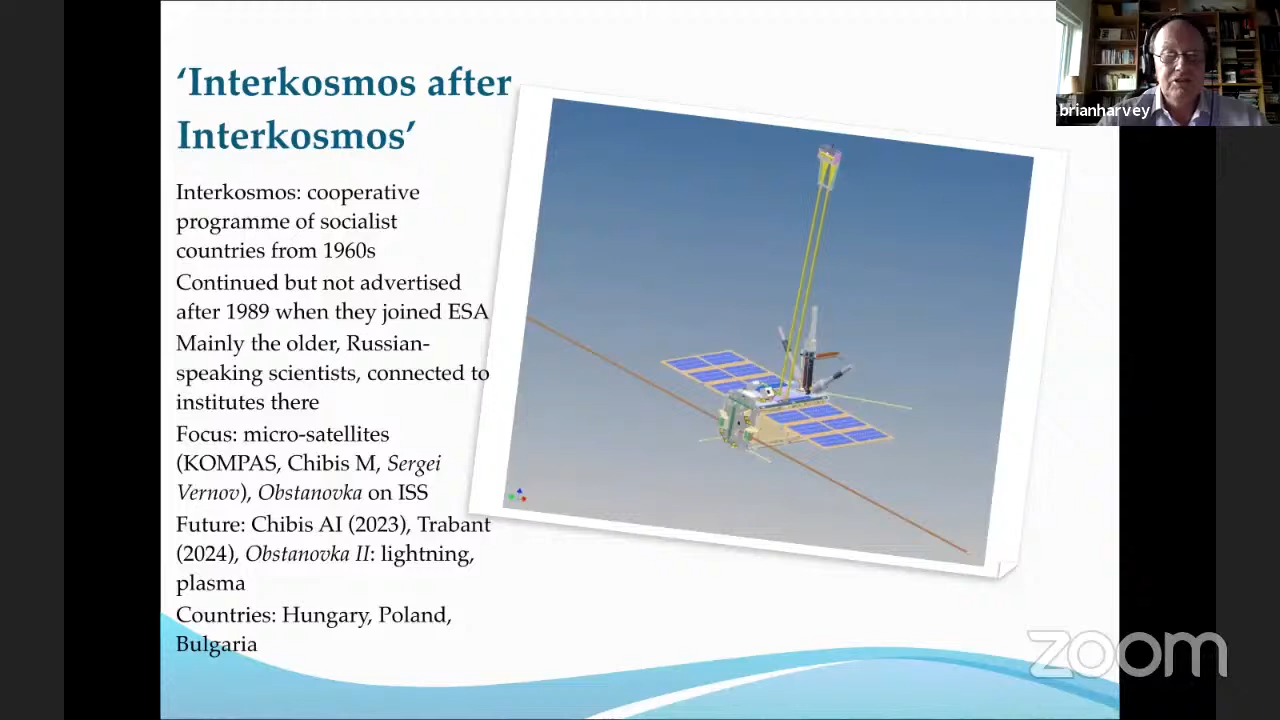 ‘Interkosmos after
Interkosmos’
Interkosmos: cooperative
programme of socialist
countries from 1960s
Continued but not advertised
after 1989 when they joined ESA
Mainly the older, Russian-
speaking scientists, connected to
institutes there
Focus: micro-satellites
(KOMPAS, Chibis M, Sergei
Vernov), Obstanovka on ISS
Future: Chibis AI (2023), Trabant
(2024), Obstanovka II: lightning,
plasma
Countries: Hungary, Poland,
Bulgaria
brianharvey
zoom